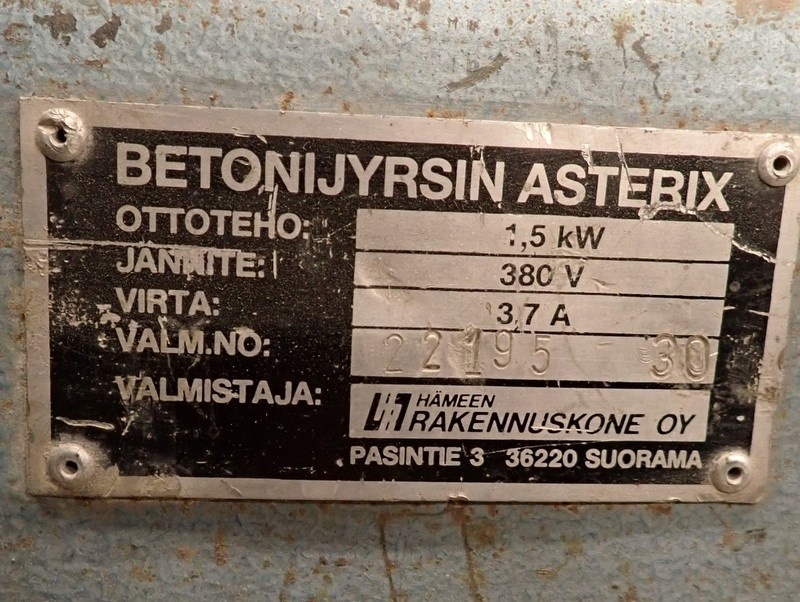 BETONIJYRSIN ASTERIX
OTTOTEHO: 1,5 kW
JÄNNITE: 380 V
VIRTA: 3,7 A
VALM.NO: 22195 - 30
VALMISTAJA: HÄMEEN
RAKENNUSKONE OY
PASINTIE 3 36220 SUORAMA